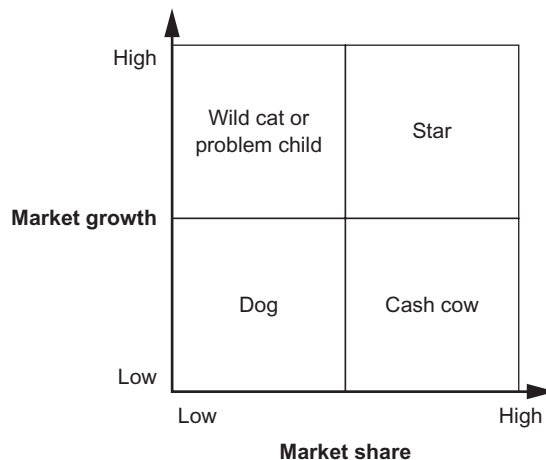 High
Wild cat or
problem child
Star
Market growth
Dog
Cash cow
Low
Low
High
Market share